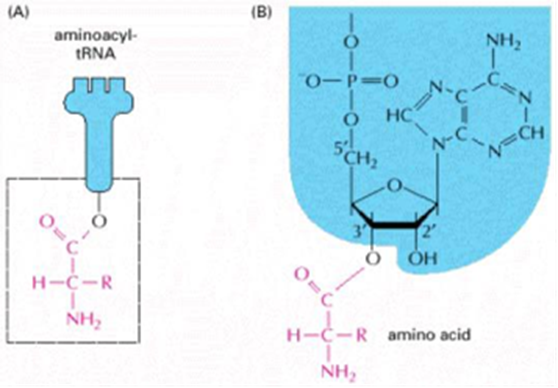 (A)
aminoacyl-
tRNA
O
O
C
H–C–R
NH₂
(B)
P
O
⁻O–P=O
O
5′
CH₂
NH₂
N
C
C
N
HC
C
CH
N
N
O
3′
2′
O
OH
O
C
H–C–R
amino acid
NH₂